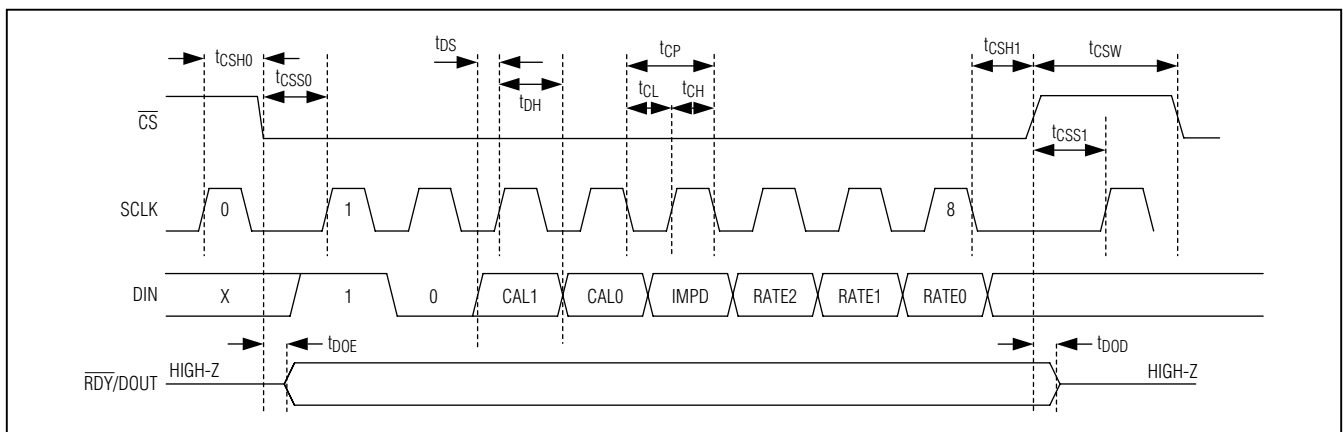 tCSH0 tDS tCP tCSH1 tCSW
tCSS0 tDH tCL tCH
CS
tCSS1
SCLK 0 1 8
DIN X 1 0 CAL1 CAL0 IMPD RATE2 RATE1 RATE0
tDOE tDOD
RDY/DOUT HIGH-Z HIGH-Z